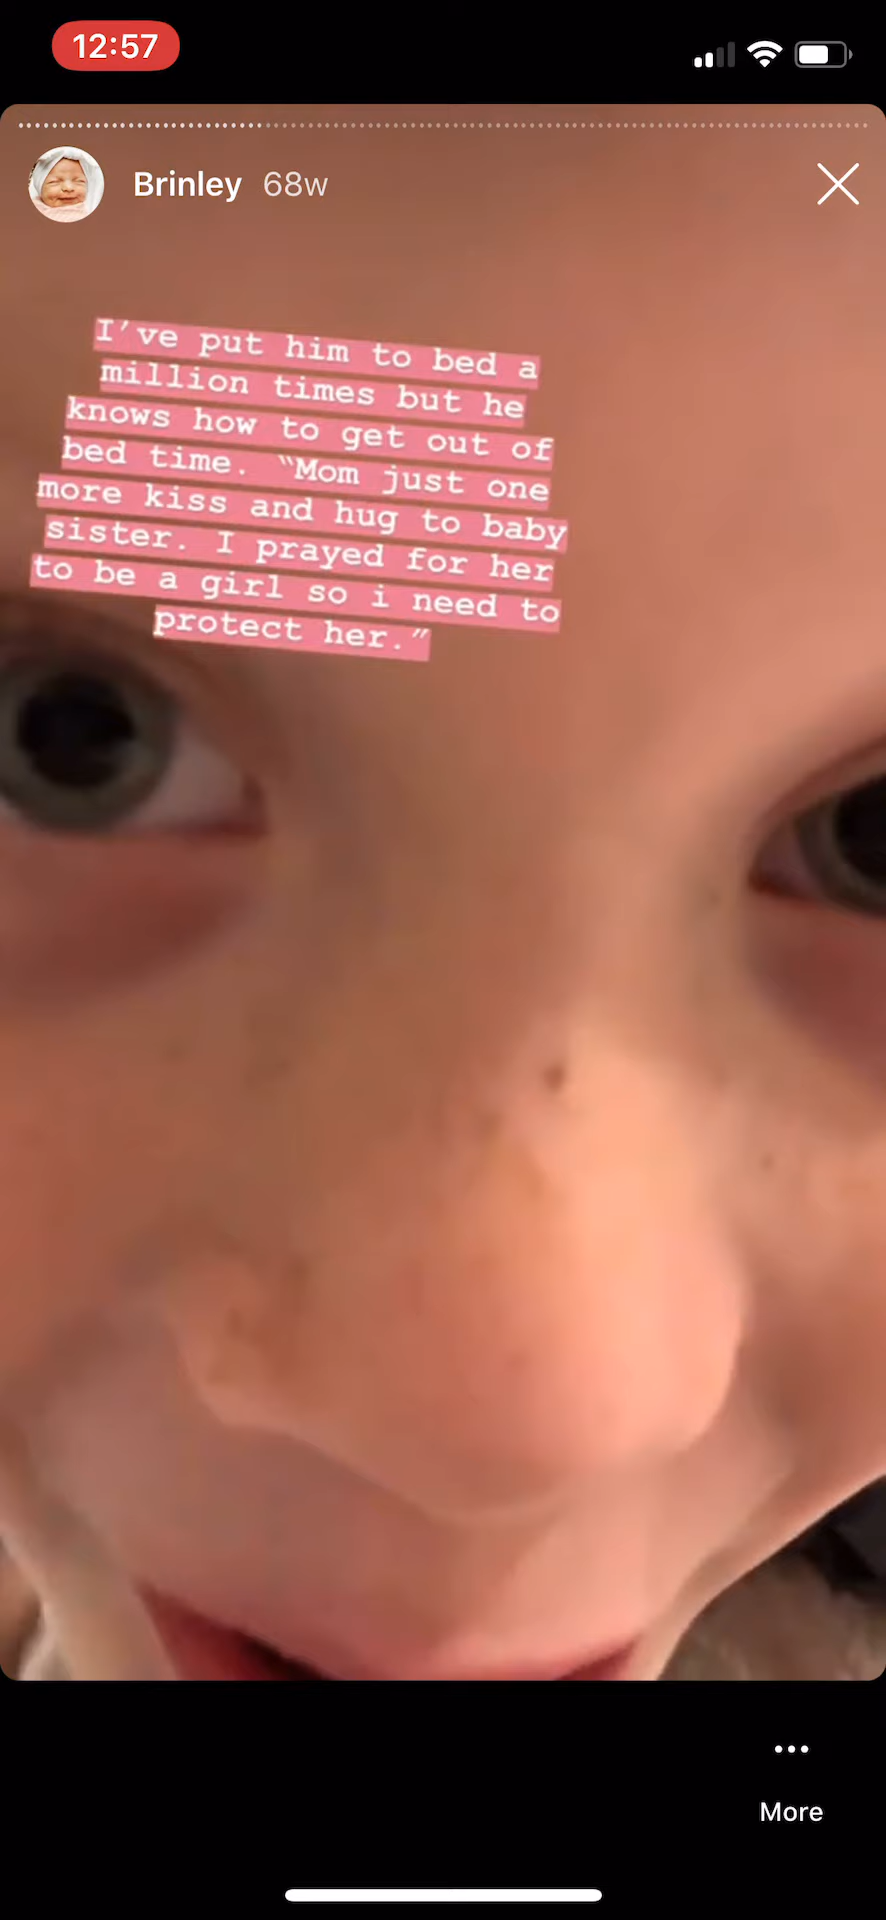 12:57
Brinley 68w
I've put him to bed a
million times but he
knows how to get out of
bed time. "Mom just one
more kiss and hug to baby
sister. I prayed for her
to be a girl so i need to
protect her."
More